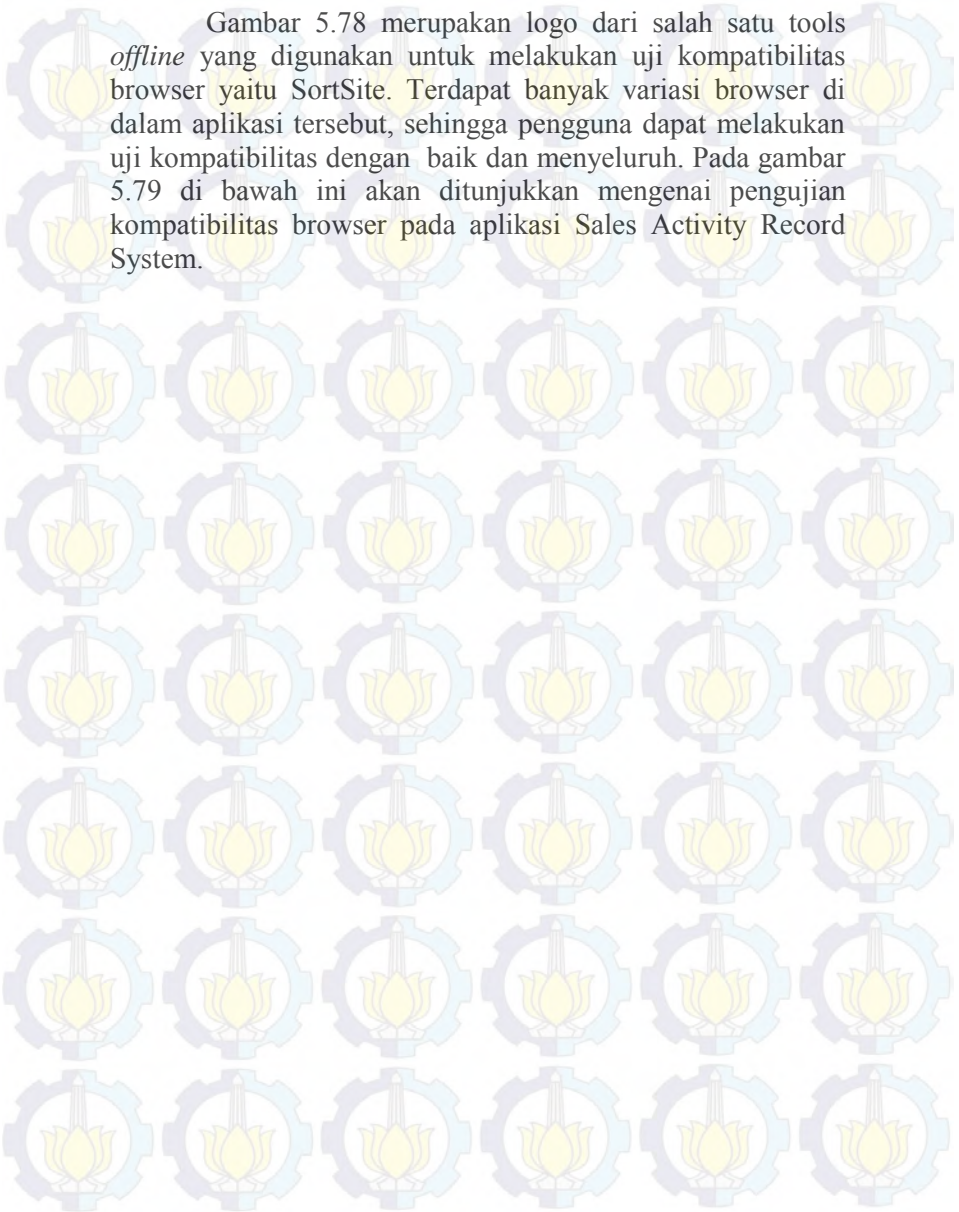 Gambar 5.78 merupakan logo dari salah satu tools
offline yang digunakan untuk melakukan uji kompatibilitas
browser yaitu SortSite. Terdapat banyak variasi browser di
dalam aplikasi tersebut, sehingga pengguna dapat melakukan
uji kompatibilitas dengan  baik dan menyeluruh. Pada gambar
5.79 di bawah ini akan ditunjukkan mengenai pengujian
kompatibilitas browser pada aplikasi Sales Activity Record
System.